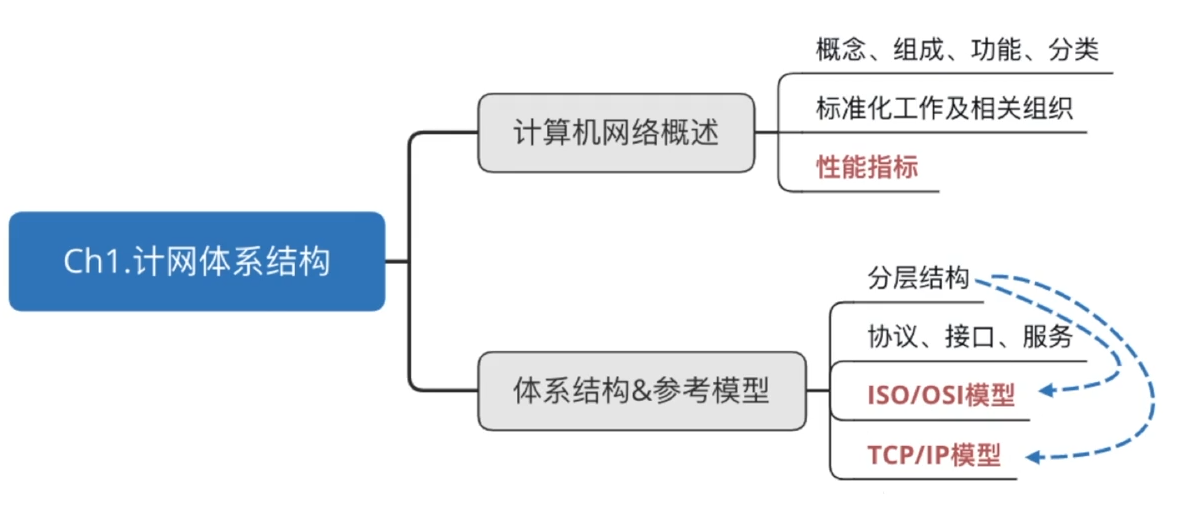 Ch1.计网体系结构
计算机网络概述
概念、组成、功能、分类
标准化工作及相关组织
性能指标
体系结构&参考模型
分层结构
协议、接口、服务
ISO/OSI模型
TCP/IP模型